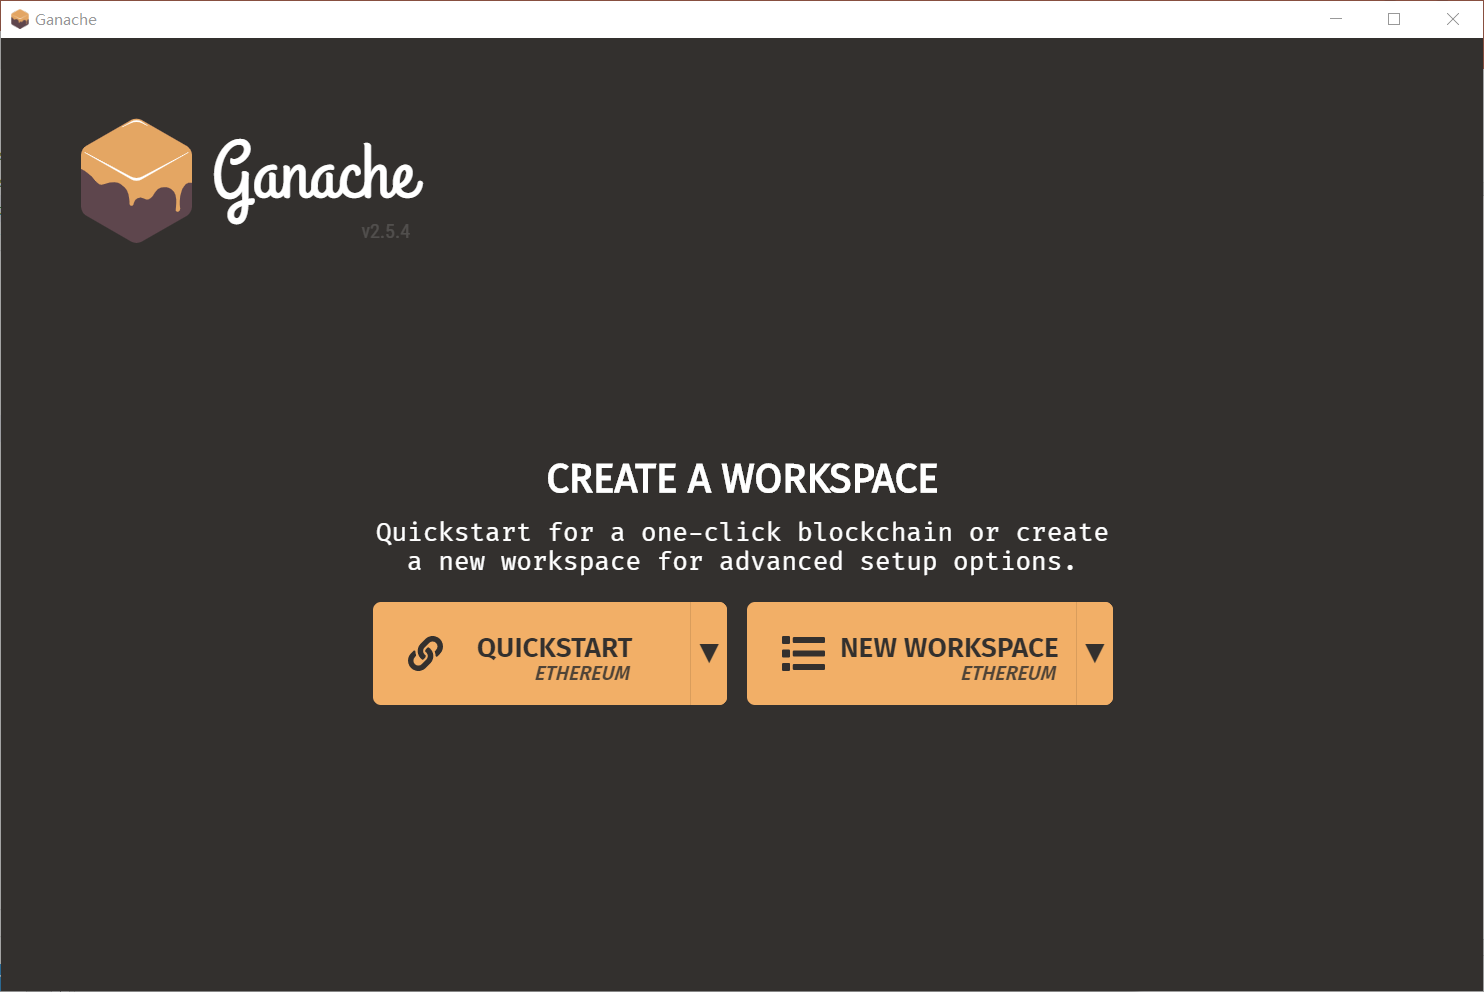 Ganache
Ganache
v2.5.4
CREATE A WORKSPACE
Quickstart for a one-click blockchain or create
a new workspace for advanced setup options.
QUICKSTART
ETHEREUM
NEW WORKSPACE
ETHEREUM